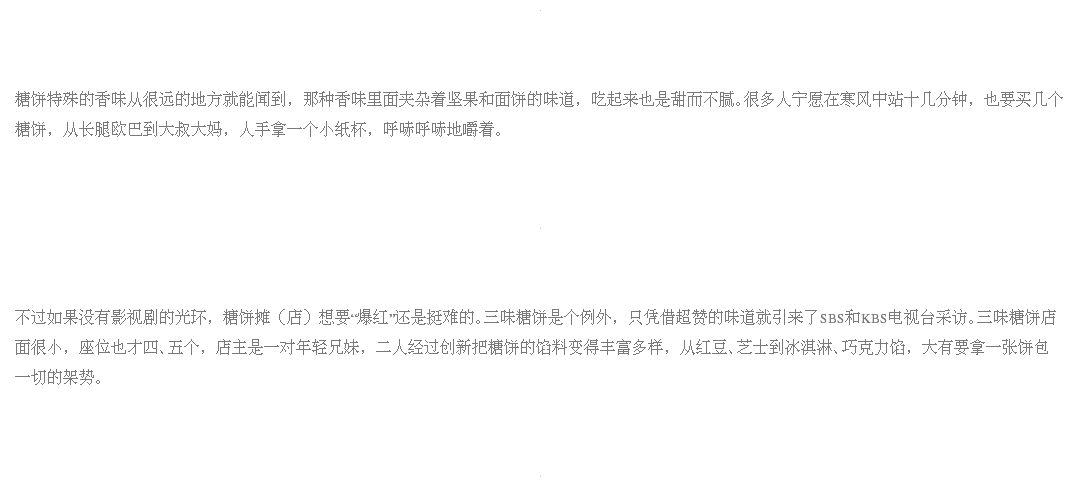 糖饼特殊的香味从很远的地方就能闻到，那种香味里面夹杂着坚果和面饼的味道，吃起来也是甜而不腻。很多人宁愿在寒风中站十几分钟，也要买几个
糖饼，从长腿欧巴到大叔大妈，人手拿一个小纸杯，呼哧呼哧地嚼着。
不过如果没有影视剧的光环，糖饼摊（店）想要“爆红”还是挺难的。三味糖饼是个例外，只凭借超赞的味道就引来了SBS和KBS电视台采访。三味糖饼店
面很小，座位也才四、五个，店主是一对年轻兄妹，二人经过创新把糖饼的馅料变得丰富多样，从红豆、芝士到冰淇淋、巧克力馅，大有要拿一张饼包
一切的架势。